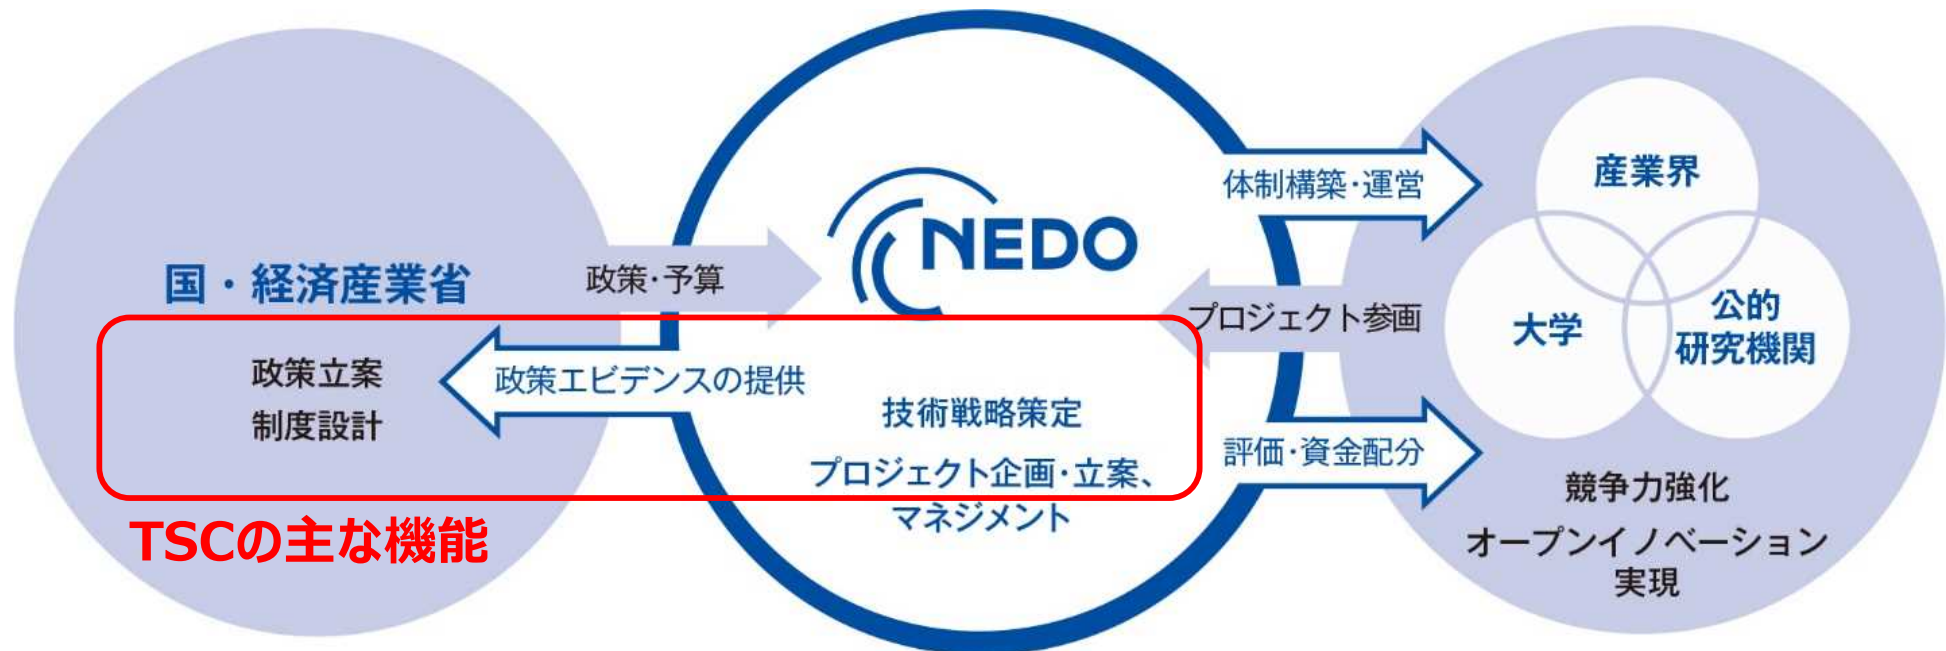 国・経済産業省
政策立案
制度設計
TSCの主な機能
政策・予算
政策エビデンスの提供
NEDO
技術戦略策定
プロジェクト企画・立案、
マネジメント
体制構築・運営
プロジェクト参画
評価・資金配分
産業界
大学
公的
研究機関
競争力強化
オープンイノベーション
実現